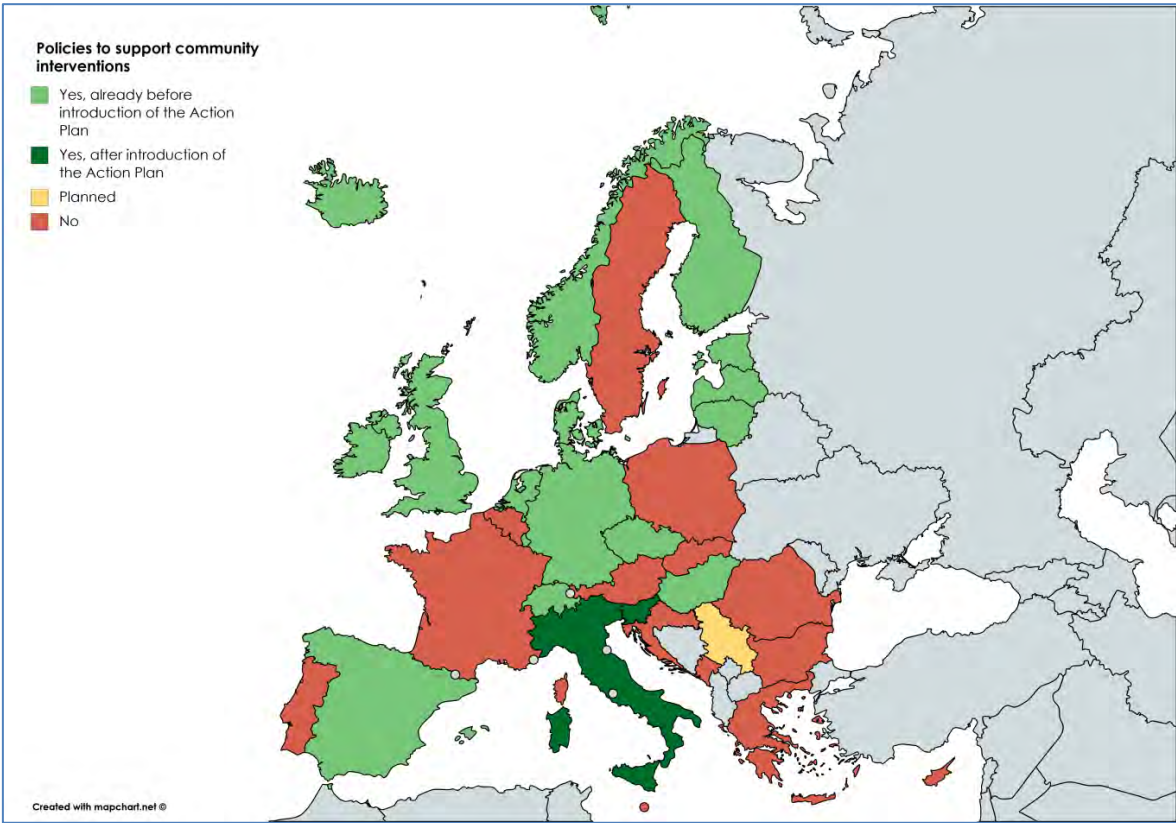 Policies to support community
interventions
Yes, already before
introduction of the Action
Plan
Yes, after introduction of
the Action Plan
Planned
No
Created with mapchart.net ©